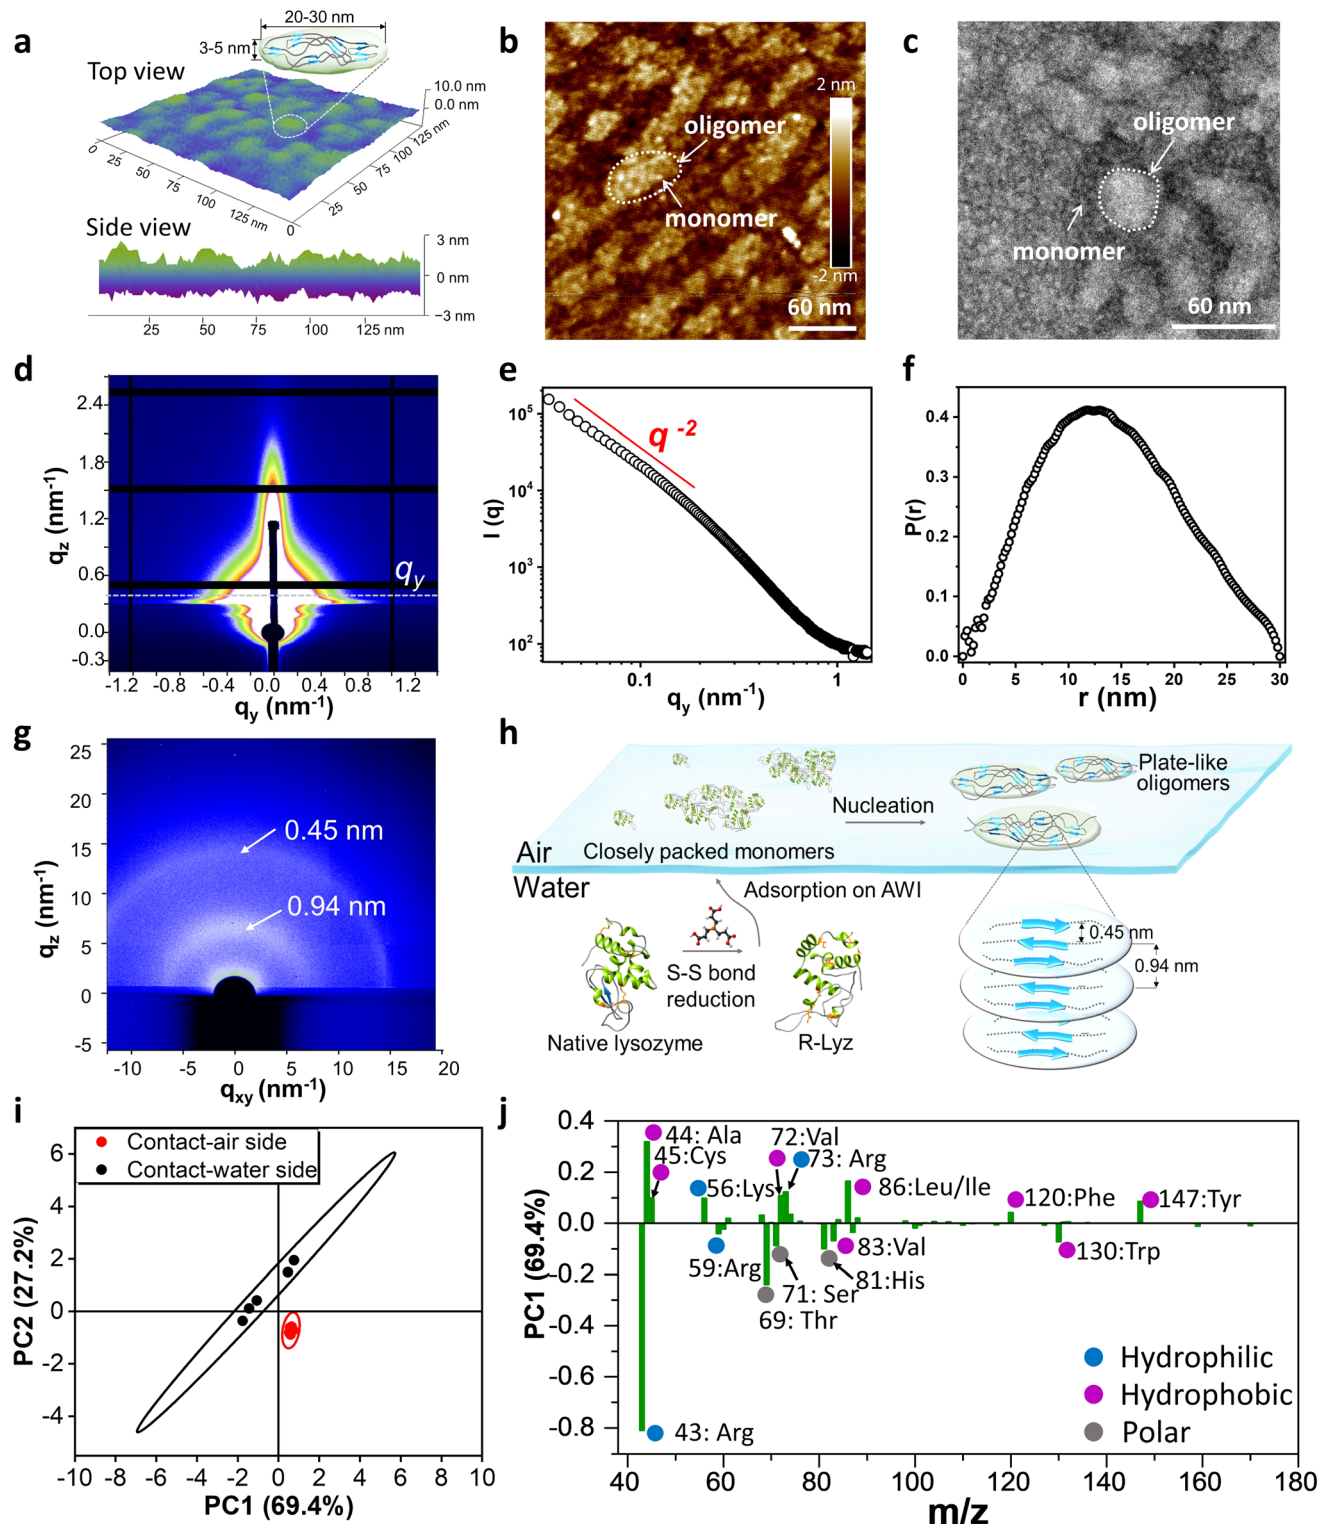 a
20-30 nm
3-5 nm
Top view
10.0 nm
0.0 nm
0
25
50
75
100
125 nm
0
25
50
75
100
125 nm
Side view
3 nm
0 nm
−3 nm
25
50
75
100
125 nm
b
2 nm
oligomer
monomer
-2 nm
60 nm
c
oligomer
monomer
60 nm
d
qz (nm-1)
2.4
1.8
1.2
0.6
0.0
-0.3
qy
-1.2
-0.8
-0.4
0.0
0.4
0.8
1.2
qy (nm-1)
e
I (q)
10^5
10^4
10^3
10^2
q -2
0.1
1
qy (nm-1)
f
P(r)
0.4
0.3
0.2
0.1
0.0
0
5
10
15
20
25
30
r (nm)
g
qz (nm-1)
25
20
15
10
5
0
-5
0.45 nm
0.94 nm
-10
-5
0
5
10
15
20
qxy (nm-1)
h
Plate-like
oligomers
Nucleation
Closely packed monomers
Air
Water
Adsorption on AWI
S-S bond
reduction
Native lysozyme
R-Lyz
0.45 nm
0.94 nm
i
Contact-air side
Contact-water side
PC2 (27.2%)
6
4
2
0
-2
-4
-10
-8
-6
-4
-2
0
2
4
6
8
10
PC1 (69.4%)
j
PC1 (69.4%)
0.4
0.2
0.0
-0.2
-0.4
-0.6
-0.8
44: Ala
45:Cys
72:Val
73: Arg
56:Lys
86:Leu/Ile
120:Phe
147:Tyr
59:Arg
83:Val
130:Trp
81:His
71: Ser
69: Thr
43: Arg
Hydrophilic
Hydrophobic
Polar
40
60
80
100
120
140
160
180
m/z